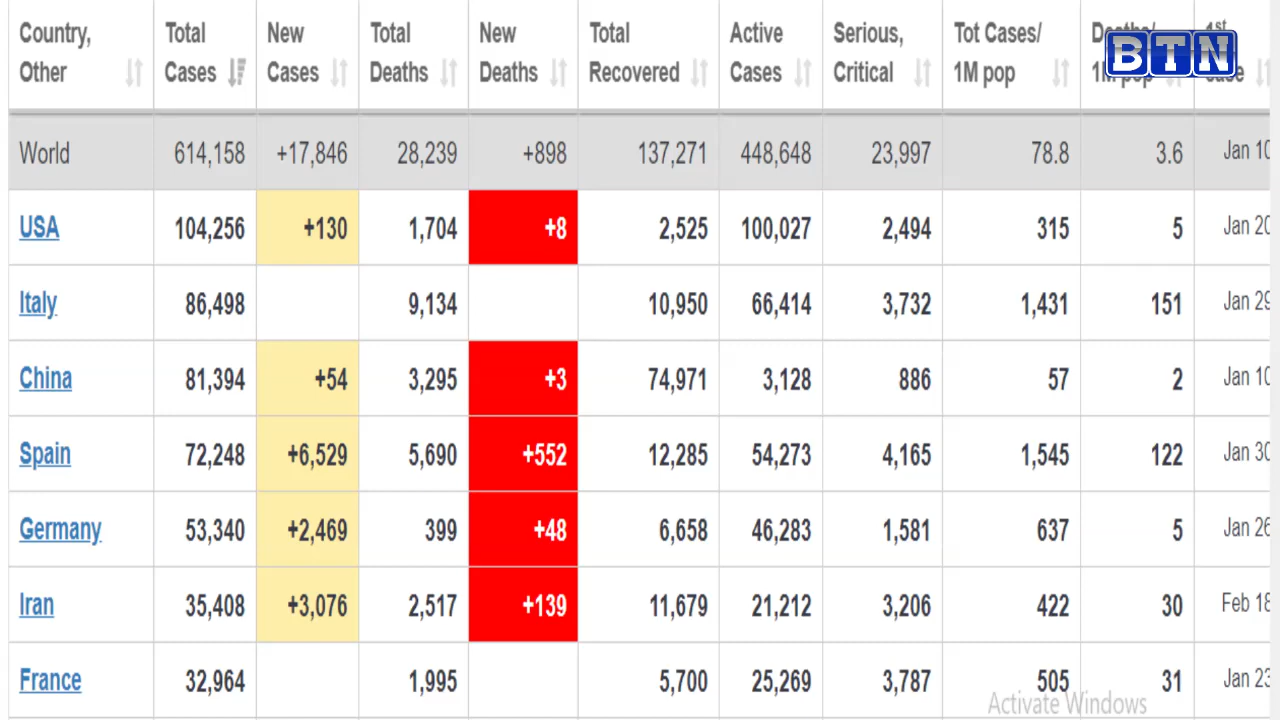 Country, Other Total Cases New Cases Total Deaths New Deaths Total Recovered Active Cases Serious, Critical Tot Cases/ 1M pop Deaths/ 1M pop 1st case
BTN
World 614,158 +17,846 28,239 +898 137,271 448,648 23,997 78.8 3.6 Jan 10
USA 104,256 +130 1,704 +8 2,525 100,027 2,494 315 5 Jan 20
Italy 86,498 9,134 10,950 66,414 3,732 1,431 151 Jan 29
China 81,394 +54 3,295 +3 74,971 3,128 886 57 2 Jan 10
Spain 72,248 +6,529 5,690 +552 12,285 54,273 4,165 1,545 122 Jan 30
Germany 53,340 +2,469 399 +48 6,658 46,283 1,581 637 5 Jan 26
Iran 35,408 +3,076 2,517 +139 11,679 21,212 3,206 422 30 Feb 18
France 32,964 1,995 5,700 25,269 3,787 505 31 Jan 23
Activate Windows